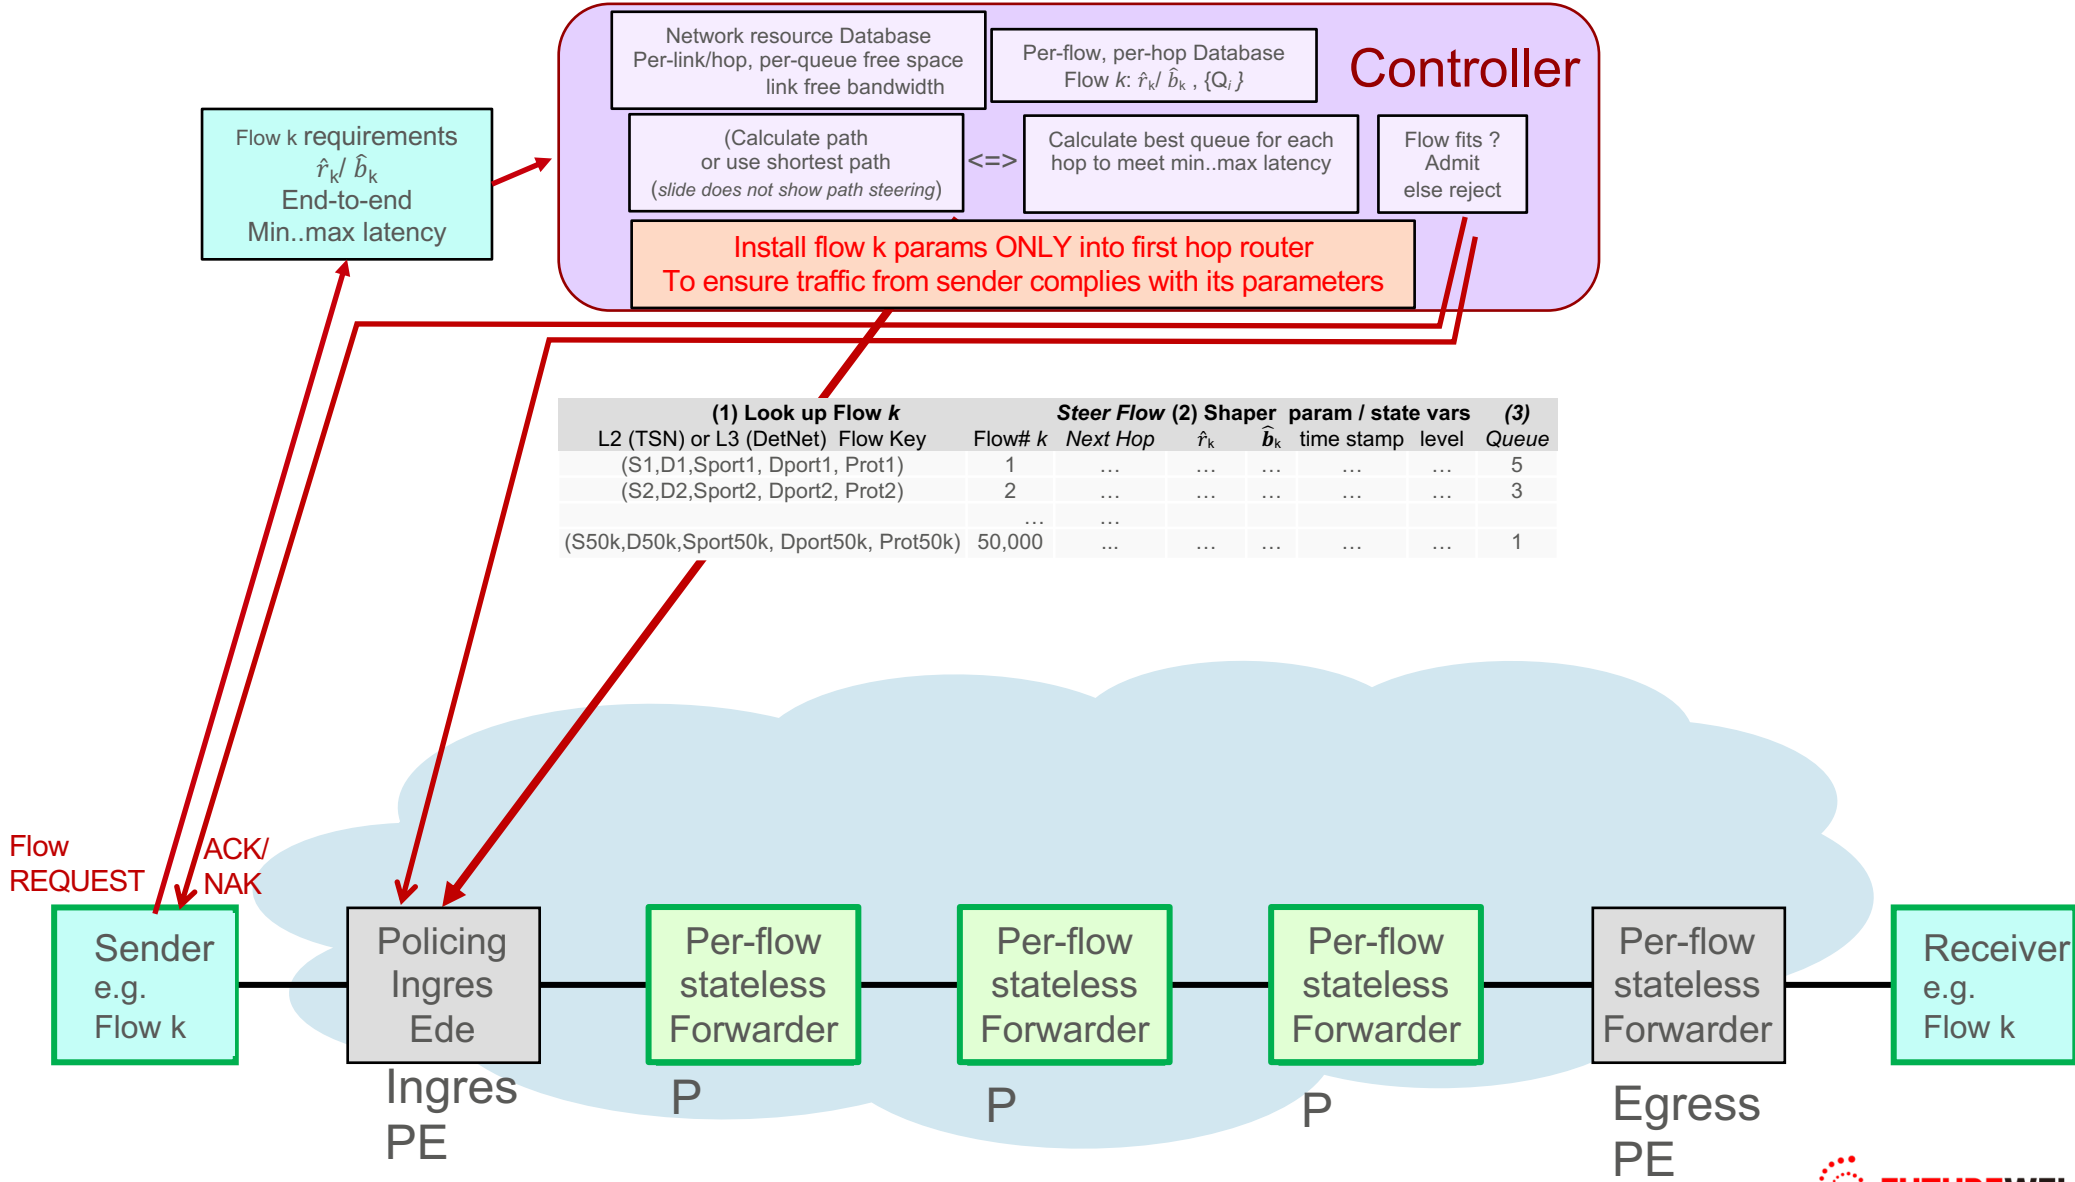 Network resource Database
Per-link/hop, per-queue free space
link free bandwidth
Per-flow, per-hop Database
Flow k: r̂k/ b̂k , {Qi }
Controller
Flow k requirements
r̂k/ b̂k
End-to-end
Min..max latency
(Calculate path
or use shortest path
(slide does not show path steering)
<=>
Calculate best queue for each
hop to meet min..max latency
Flow fits ?
Admit
else reject
Install flow k params ONLY into first hop router
To ensure traffic from sender complies with its parameters
(1) Look up Flow k Steer Flow (2) Shaper param / state vars (3)
L2 (TSN) or L3 (DetNet) Flow Key Flow# k Next Hop r̂k b̂k time stamp level Queue
(S1,D1,Sport1, Dport1, Prot1) 1 … … … … … 5
(S2,D2,Sport2, Dport2, Prot2) 2 … … … … … 3
… …
(S50k,D50k,Sport50k, Dport50k, Prot50k) 50,000 ... … … … … 1
Flow
REQUEST
ACK/
NAK
Sender
e.g.
Flow k
Policing
Ingres
Ede
Per-flow
stateless
Forwarder
Per-flow
stateless
Forwarder
Per-flow
stateless
Forwarder
Per-flow
stateless
Forwarder
Receiver
e.g.
Flow k
Ingres
PE
P
P
P
Egress
PE